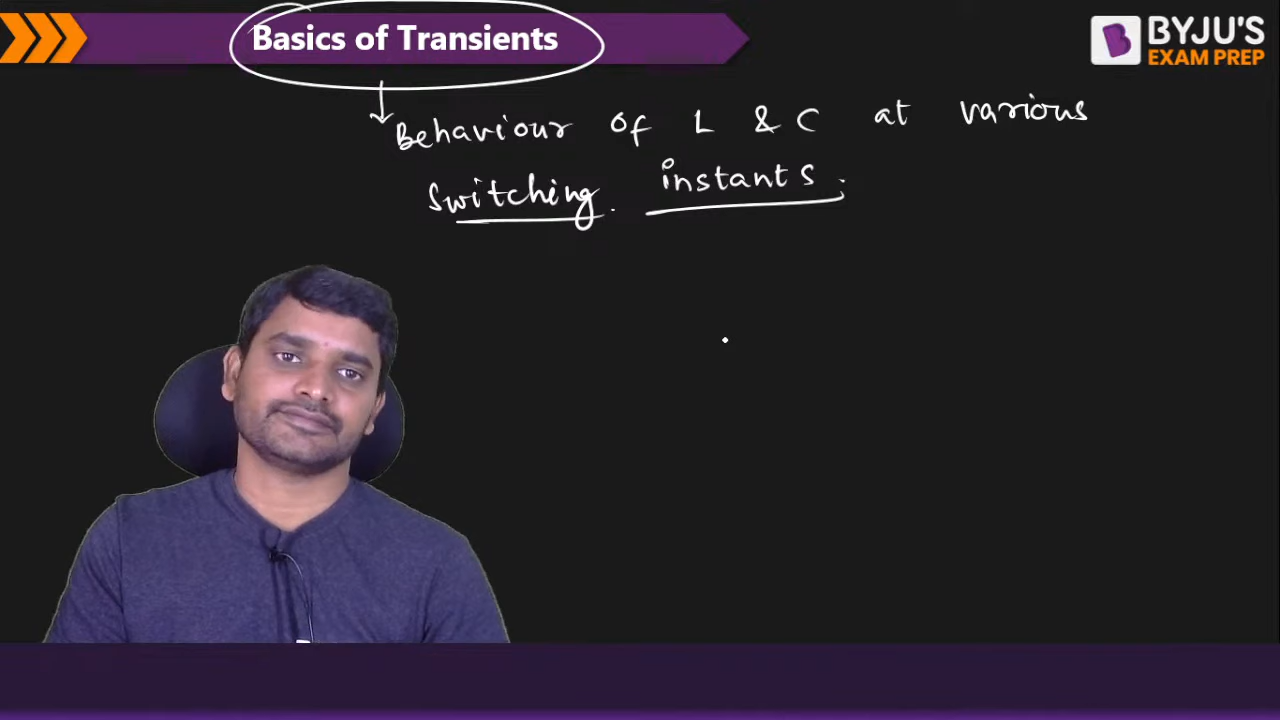 Basics of Transients
BYJU'S
EXAM PREP
Behaviour of L & C at various
switching instants.